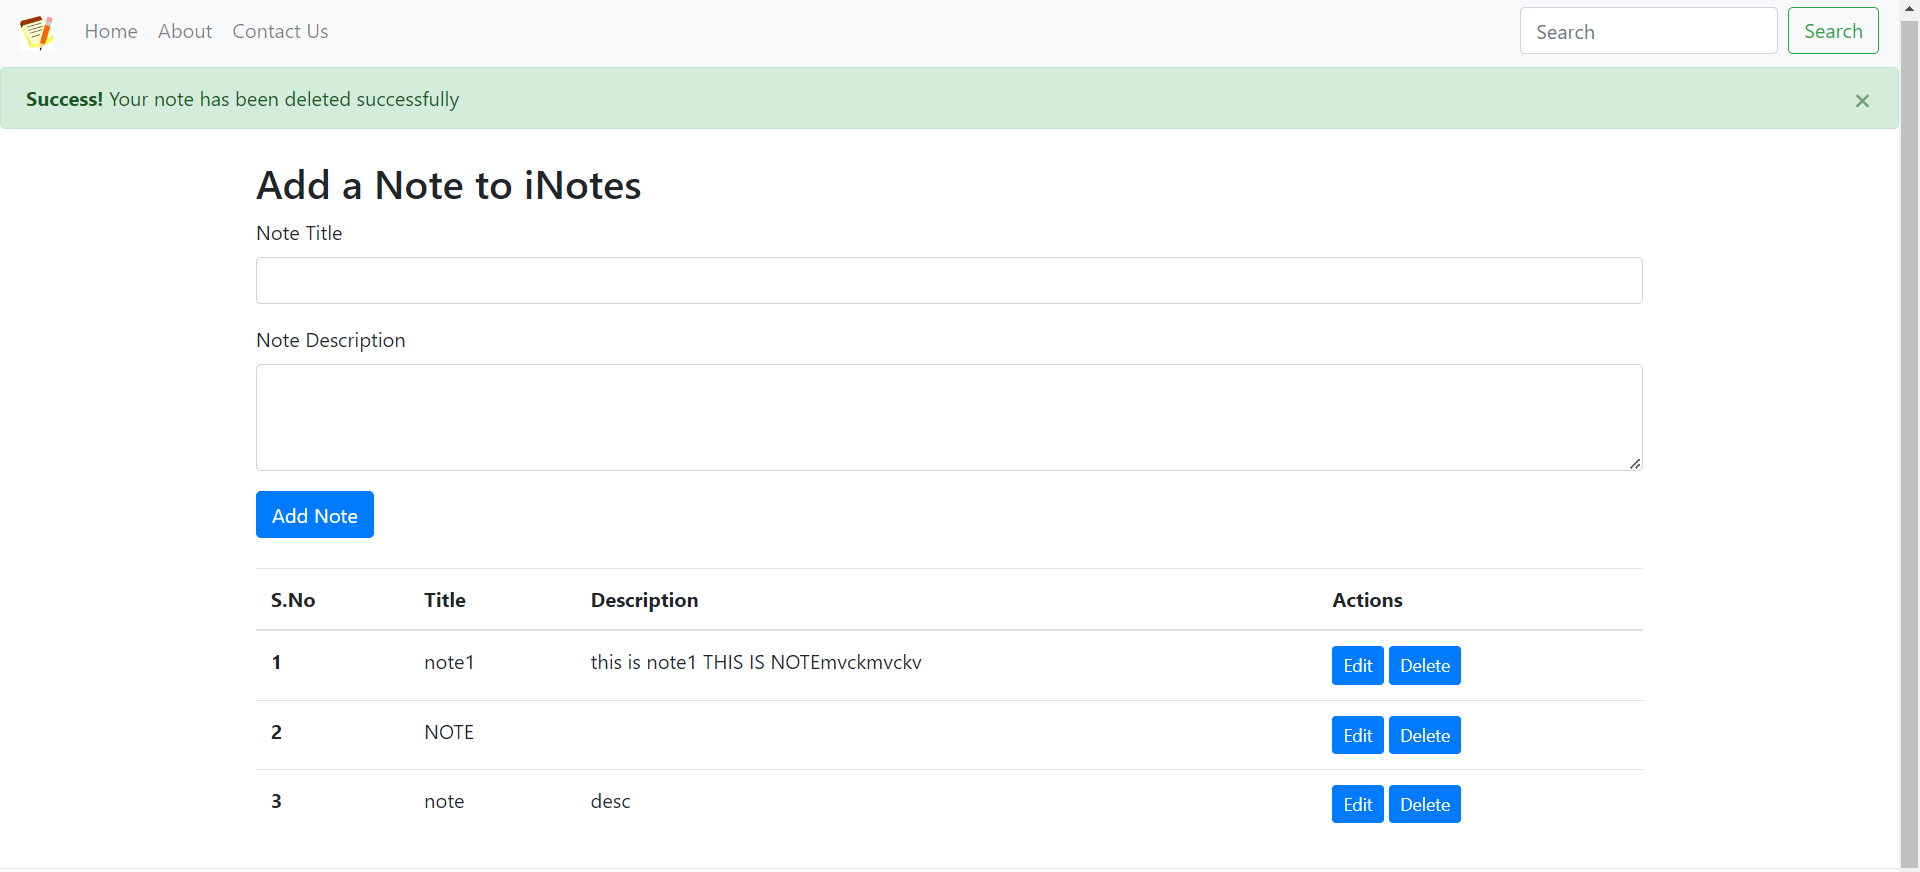 Home About Contact Us Search Search
Success! Your note has been deleted successfully ×
Add a Note to iNotes
Note Title
Note Description
Add Note
S.No Title Description Actions
1 note1 this is note1 THIS IS NOTEmvckmvckv Edit Delete
2 NOTE Edit Delete
3 note desc Edit Delete